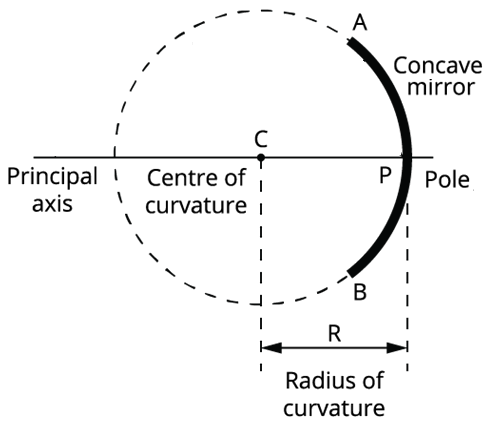 A
Concave
mirror
C
Principal
axis
Centre of
curvature
P
Pole
B
R
Radius of
curvature